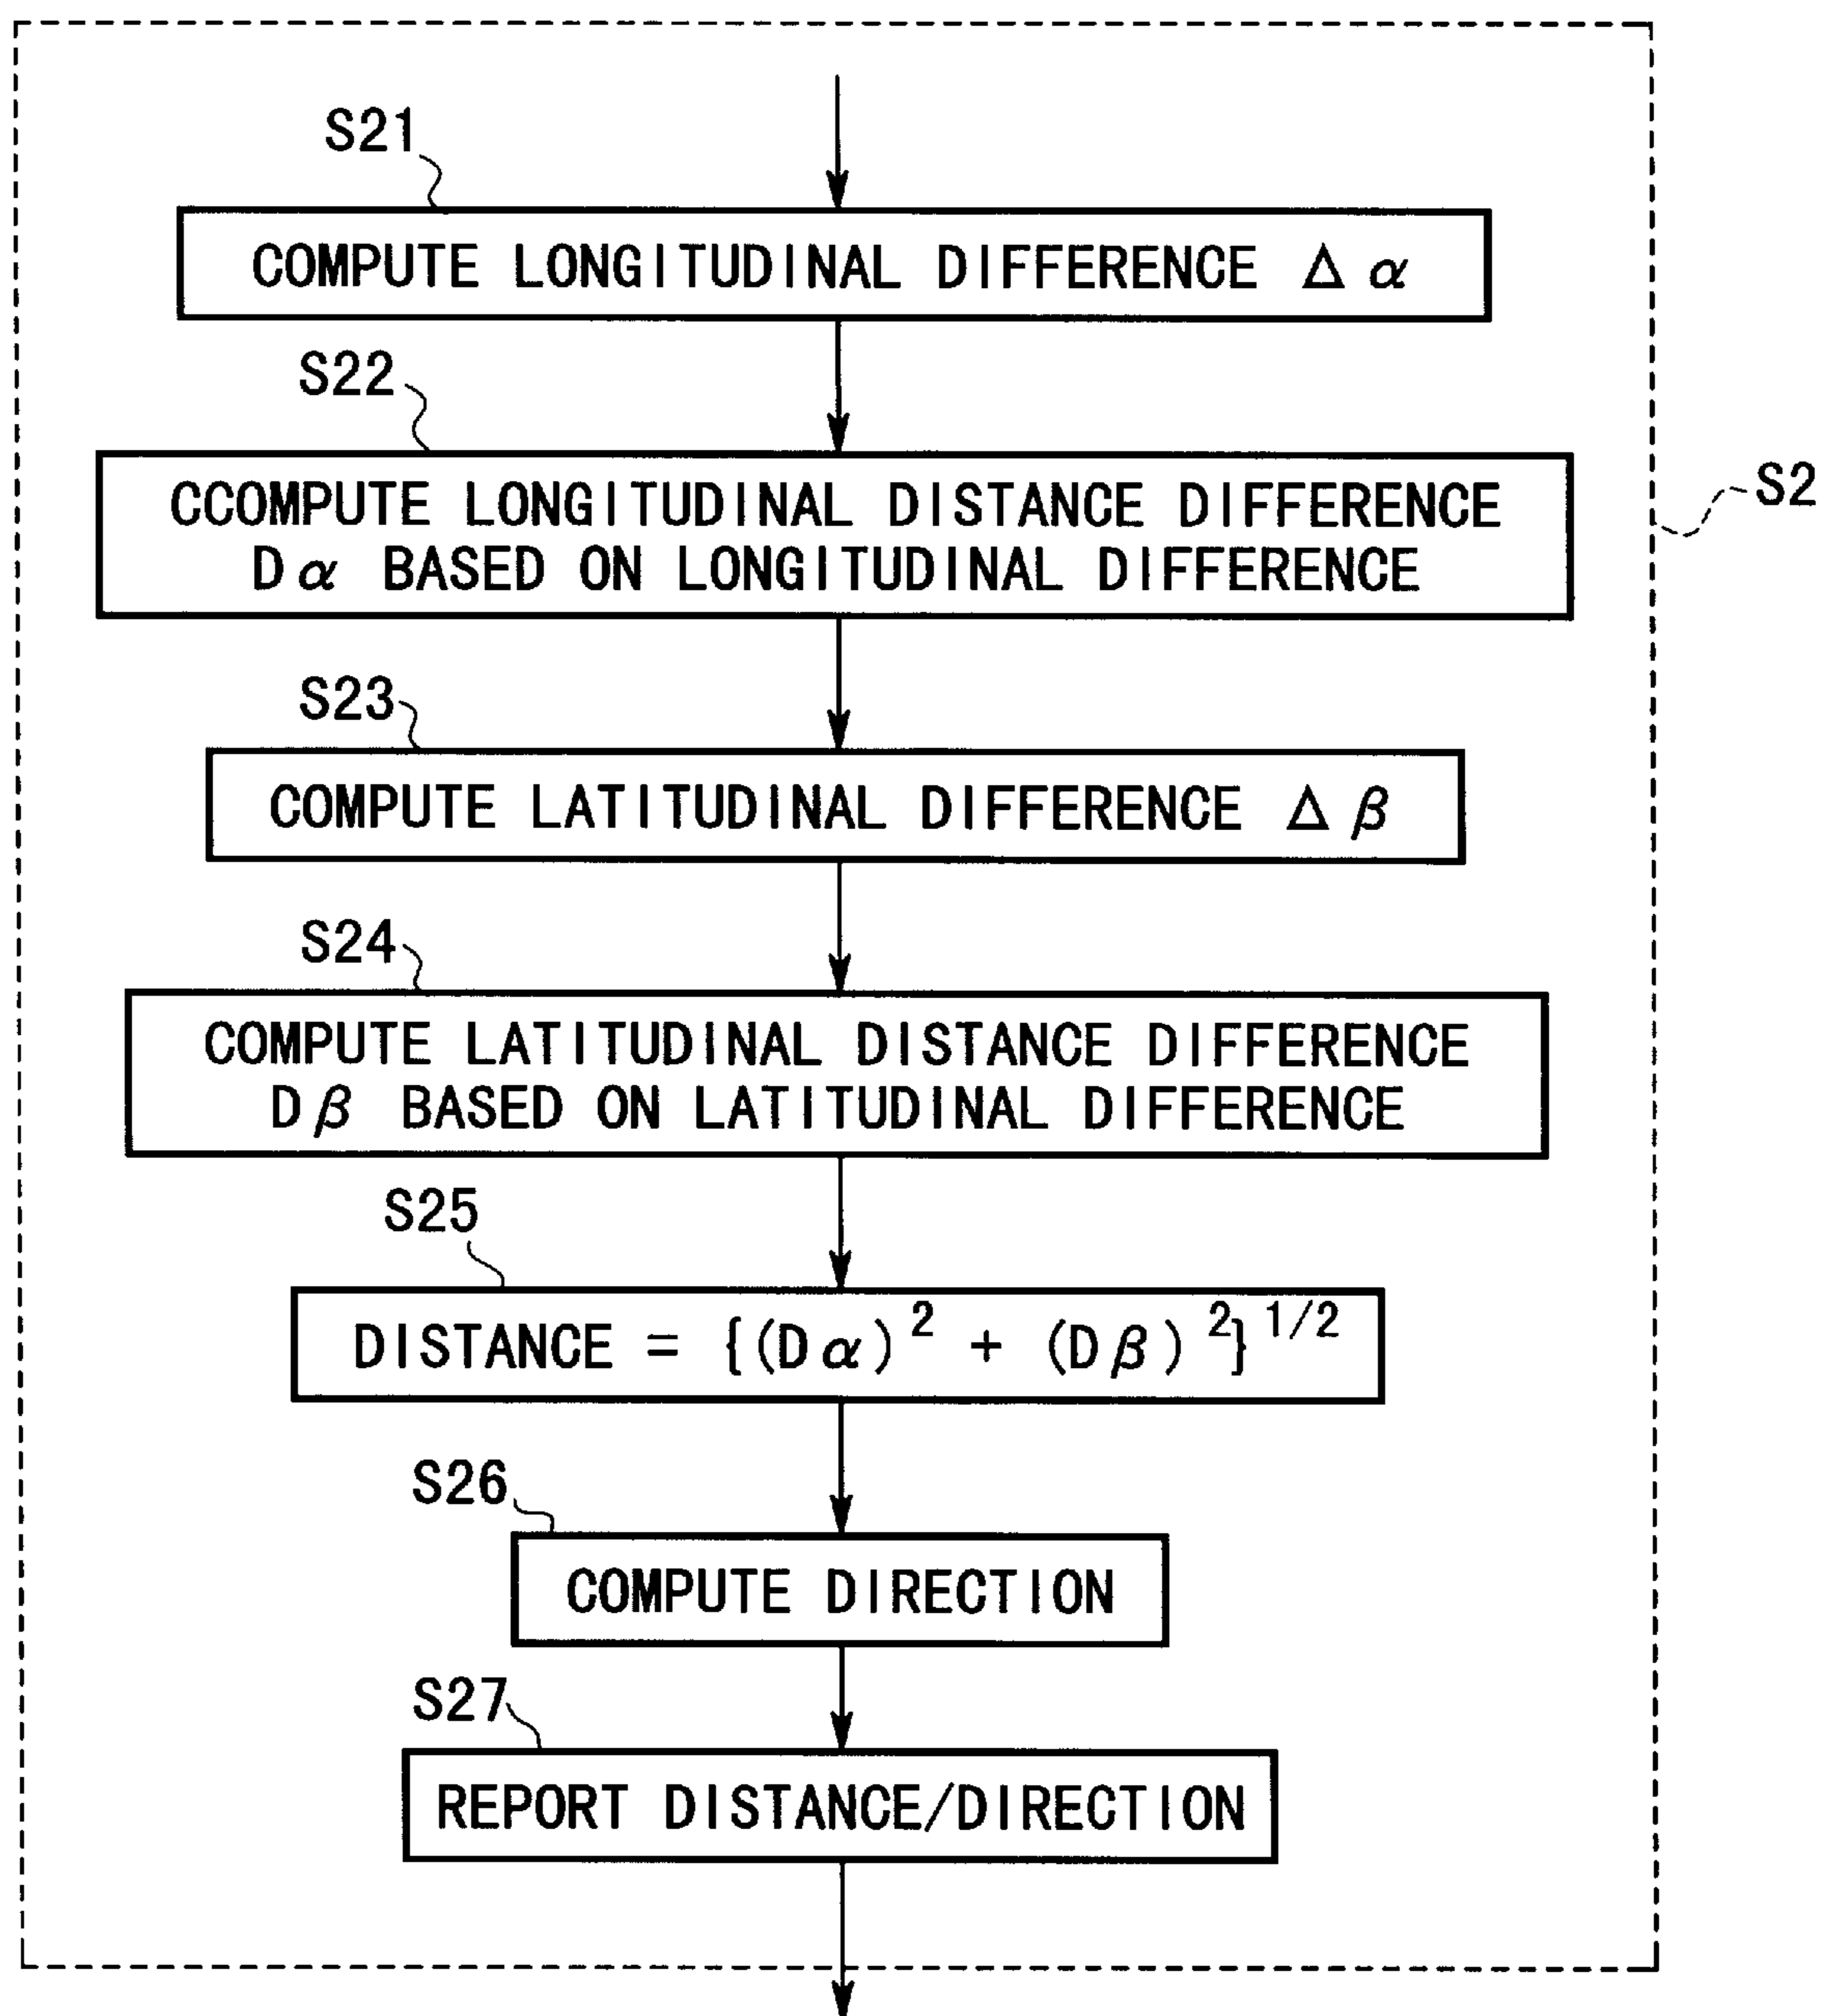 S21
COMPUTE LONGITUDINAL DIFFERENCE Δα
S22
CCOMPUTE LONGITUDINAL DISTANCE DIFFERENCE
Dα BASED ON LONGITUDINAL DIFFERENCE
S2
S23
COMPUTE LATITUDINAL DIFFERENCE Δβ
S24
COMPUTE LATITUDINAL DISTANCE DIFFERENCE
Dβ BASED ON LATITUDINAL DIFFERENCE
S25
DISTANCE = {(Dα)² + (Dβ)²}^1/2
S26
COMPUTE DIRECTION
S27
REPORT DISTANCE/DIRECTION